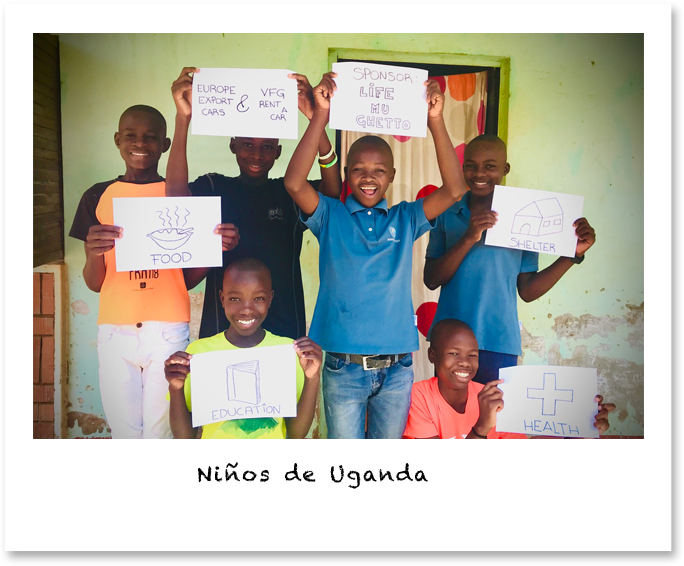 EUROPE
EXPORT
CARS
&
VFG
RENT A
CAR
SPONSOR:
LIFE
MU
GHETTO
FOOD
SHELTER
EDUCATION
HEALTH
Niños de Uganda